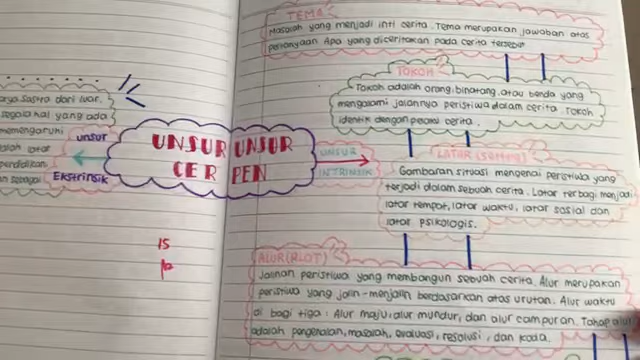 TEMA
Masalah yang menjadi inti cerita. Tema merupakan jawaban atas
pertanyaan Apa yang diceritakan pada cerita tersebut
TOKOH
Tokoh adalah orang, binatang, atau benda yang
mengalami jalannya peristiwa dalam cerita. Tokoh
identik dengan pelaku cerita.
LATAR (Setting)
Gambaran situasi mengenai peristiwa yang
terjadi dalam sebuah cerita. Latar terbagi menjadi
latar tempat, latar waktu, latar sosial dan
latar psikologis.
ALUR (PLOT)
Jalinan peristiwa yang membangun sebuah cerita. Alur merupakan
peristiwa yang jalin-menjalin berdasarkan atas urutan. Alur waktu
di bagi tiga: Alur maju, alur mundur, dan alur campuran. Tahap alur
adalah pengenalan, masalah, evaluasi, resolusi, dan koda.
UNSUR UNSUR
CERPEN
UNSUR
INTRINSIK
unsur
Ekstrinsik
karya sastra dari luar.
segala hal yang ada
memengaruhi
latar
pendidikan
sebagai
15